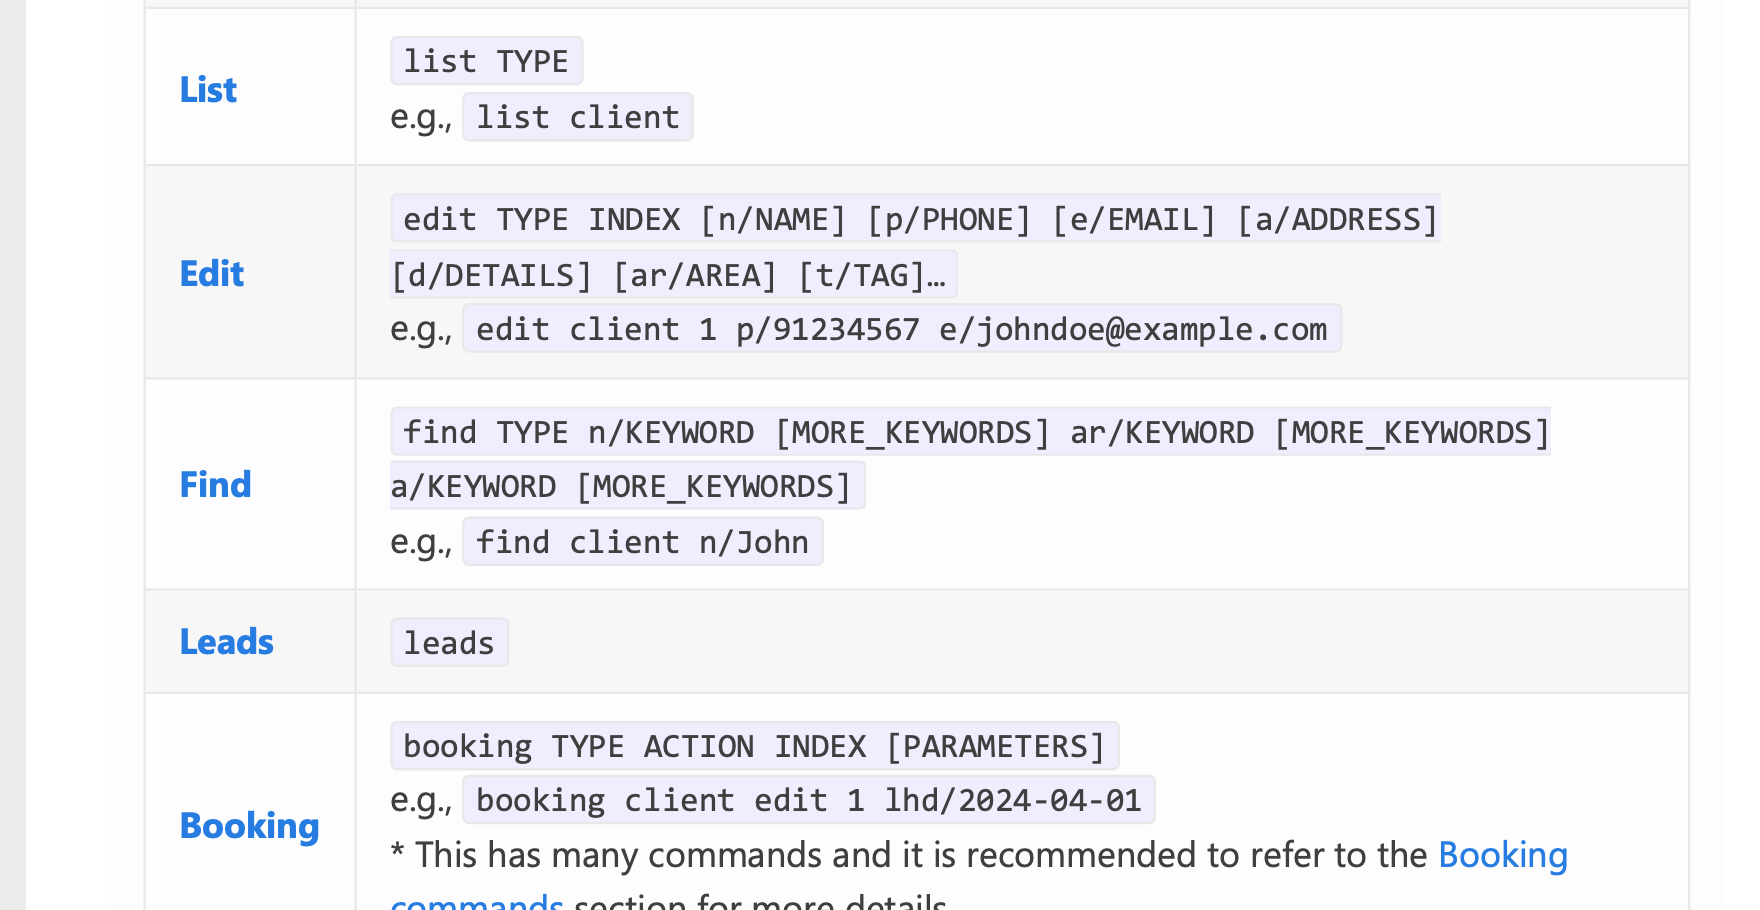 List
list TYPE
e.g., list client
Edit
edit TYPE INDEX [n/NAME] [p/PHONE] [e/EMAIL] [a/ADDRESS]
[d/DETAILS] [ar/AREA] [t/TAG]…
e.g., edit client 1 p/91234567 e/johndoe@example.com
Find
find TYPE n/KEYWORD [MORE_KEYWORDS] ar/KEYWORD [MORE_KEYWORDS]
a/KEYWORD [MORE_KEYWORDS]
e.g., find client n/John
Leads
leads
Booking
booking TYPE ACTION INDEX [PARAMETERS]
e.g., booking client edit 1 lhd/2024-04-01
* This has many commands and it is recommended to refer to the Booking
commands section for more details